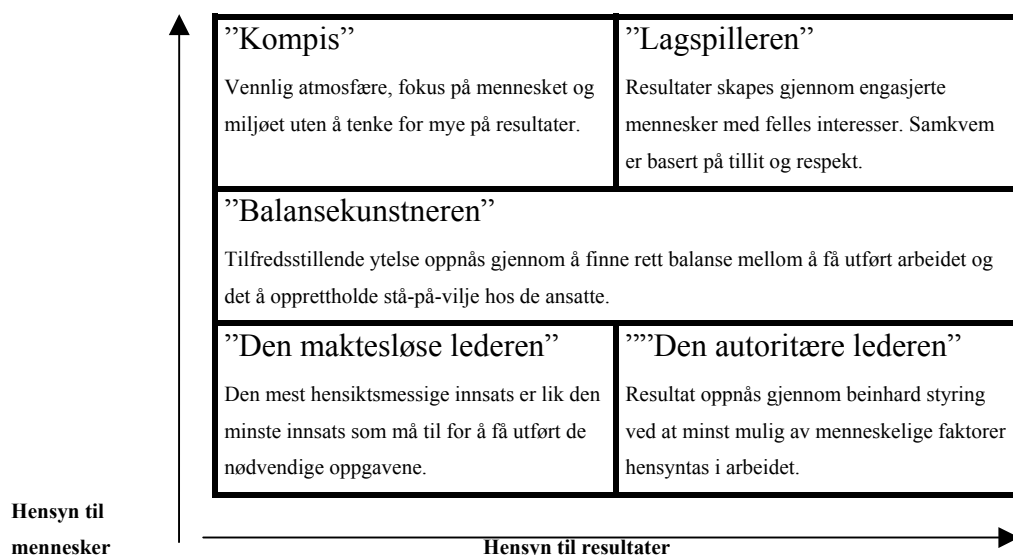 ”Kompis”
Vennlig atmosfære, fokus på mennesket og
miljøet uten å tenke for mye på resultater.
”Lagspilleren”
Resultater skapes gjennom engasjerte
mennesker med felles interesser. Samkvem
er basert på tillit og respekt.
”Balansekunstneren”
Tilfredsstillende ytelse oppnås gjennom å finne rett balanse mellom å få utført arbeidet og
det å opprettholde stå-på-vilje hos de ansatte.
”Den maktesløse lederen”
Den mest hensiktsmessige innsats er lik den
minste innsats som må til for å få utført de
nødvendige oppgavene.
””Den autoritære lederen”
Resultat oppnås gjennom beinhard styring
ved at minst mulig av menneskelige faktorer
hensyntas i arbeidet.
Hensyn til
mennesker
Hensyn til resultater